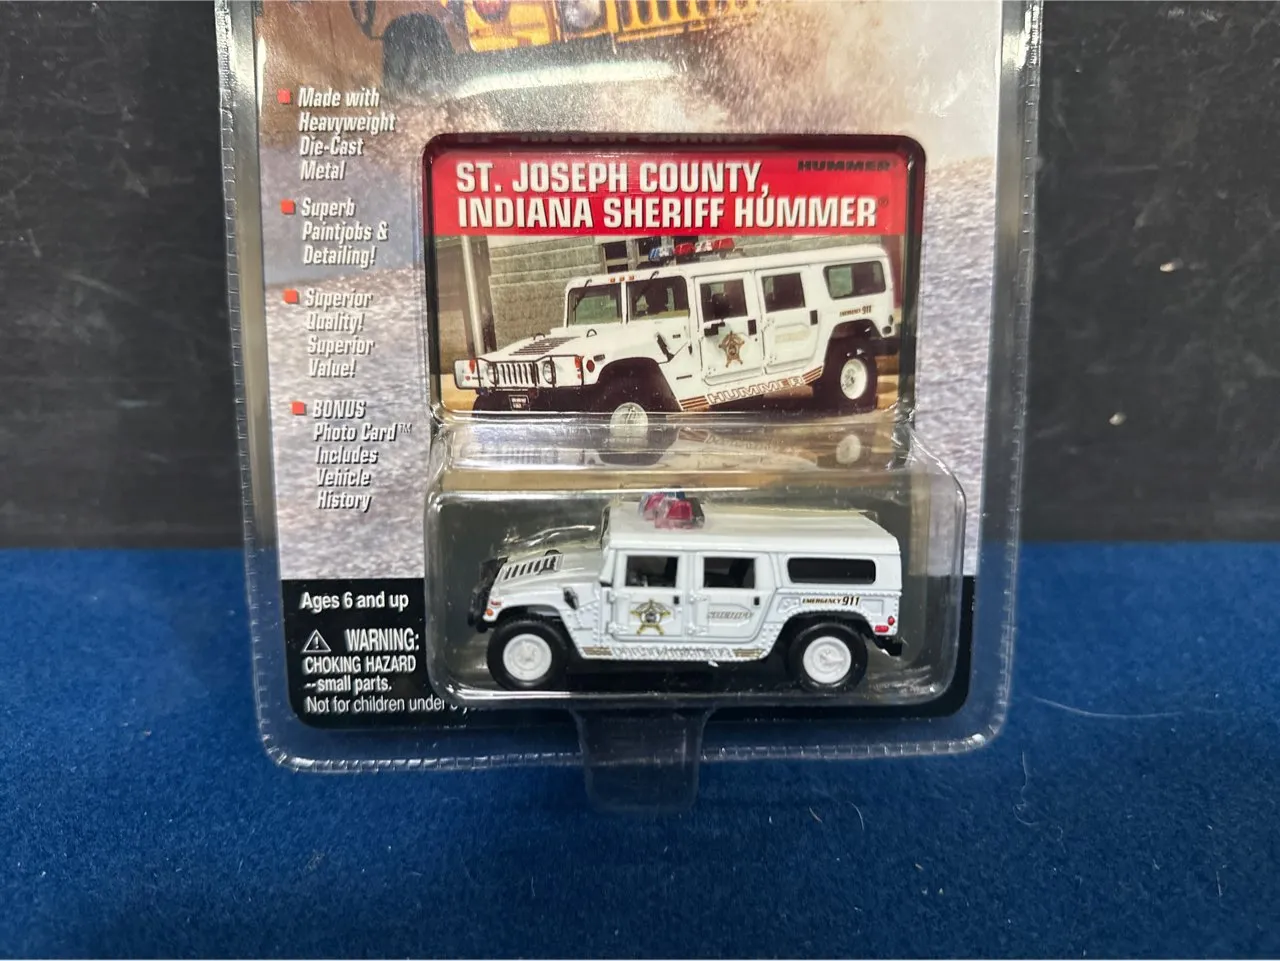 Made with
Heavyweight
Die-Cast
Metal
Superb
Paintjobs &
Detailing!
Superior
Quality!
Superior
Value!
BONUS
Photo Card™
Includes
Vehicle
History
HUMMER
ST. JOSEPH COUNTY,
INDIANA SHERIFF HUMMER®
EMERGENCY 911
HUMMER
SHERIFF
EMERGENCY 911
Ages 6 and up
WARNING:
CHOKING HAZARD
--small parts.
Not for children under